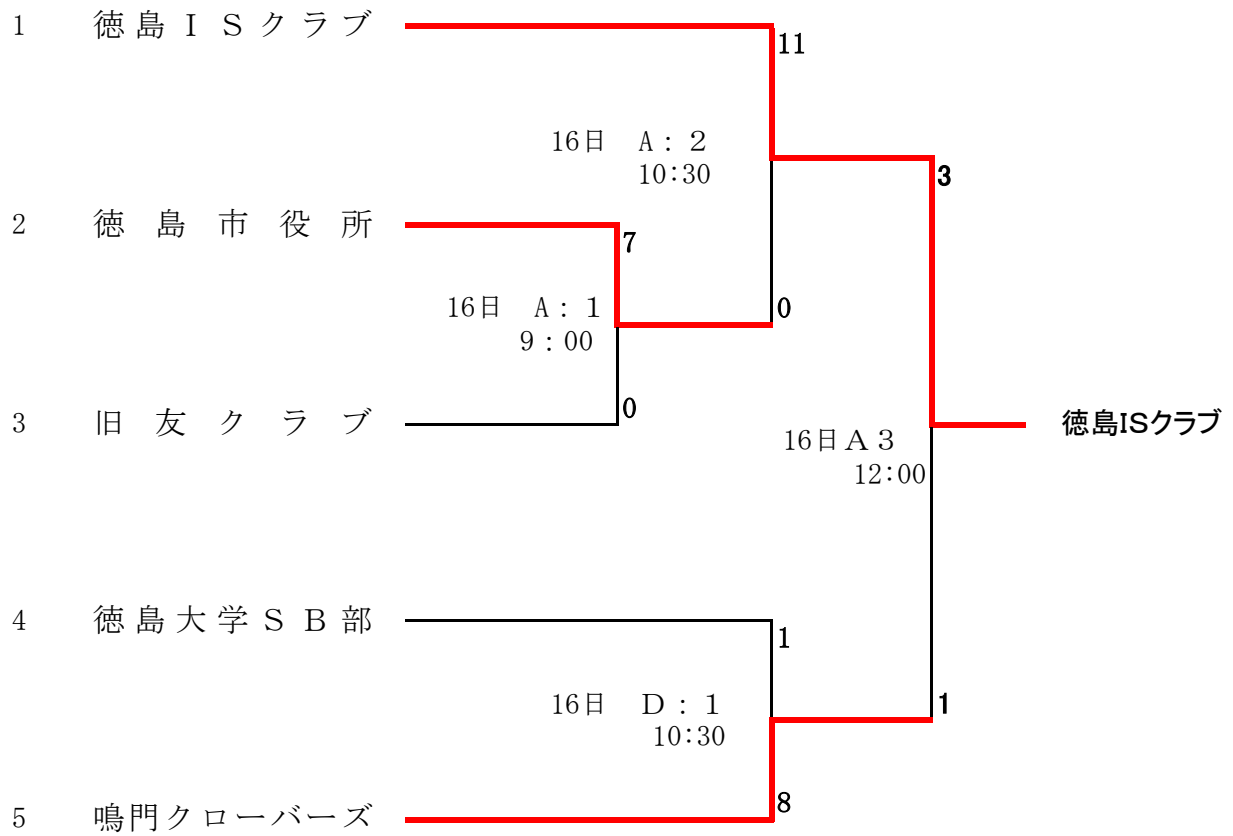 1 徳島ＩＳクラブ
11
16日 A：２
10:30
3
2 徳島市役所
7
16日 A：１
9：00
0
3 旧友クラブ
0
徳島ISクラブ
16日Ａ３
12:00
4 徳島大学ＳＢ部
1
16日 Ｄ：１
10:30
1
5 鳴門クローバーズ
8